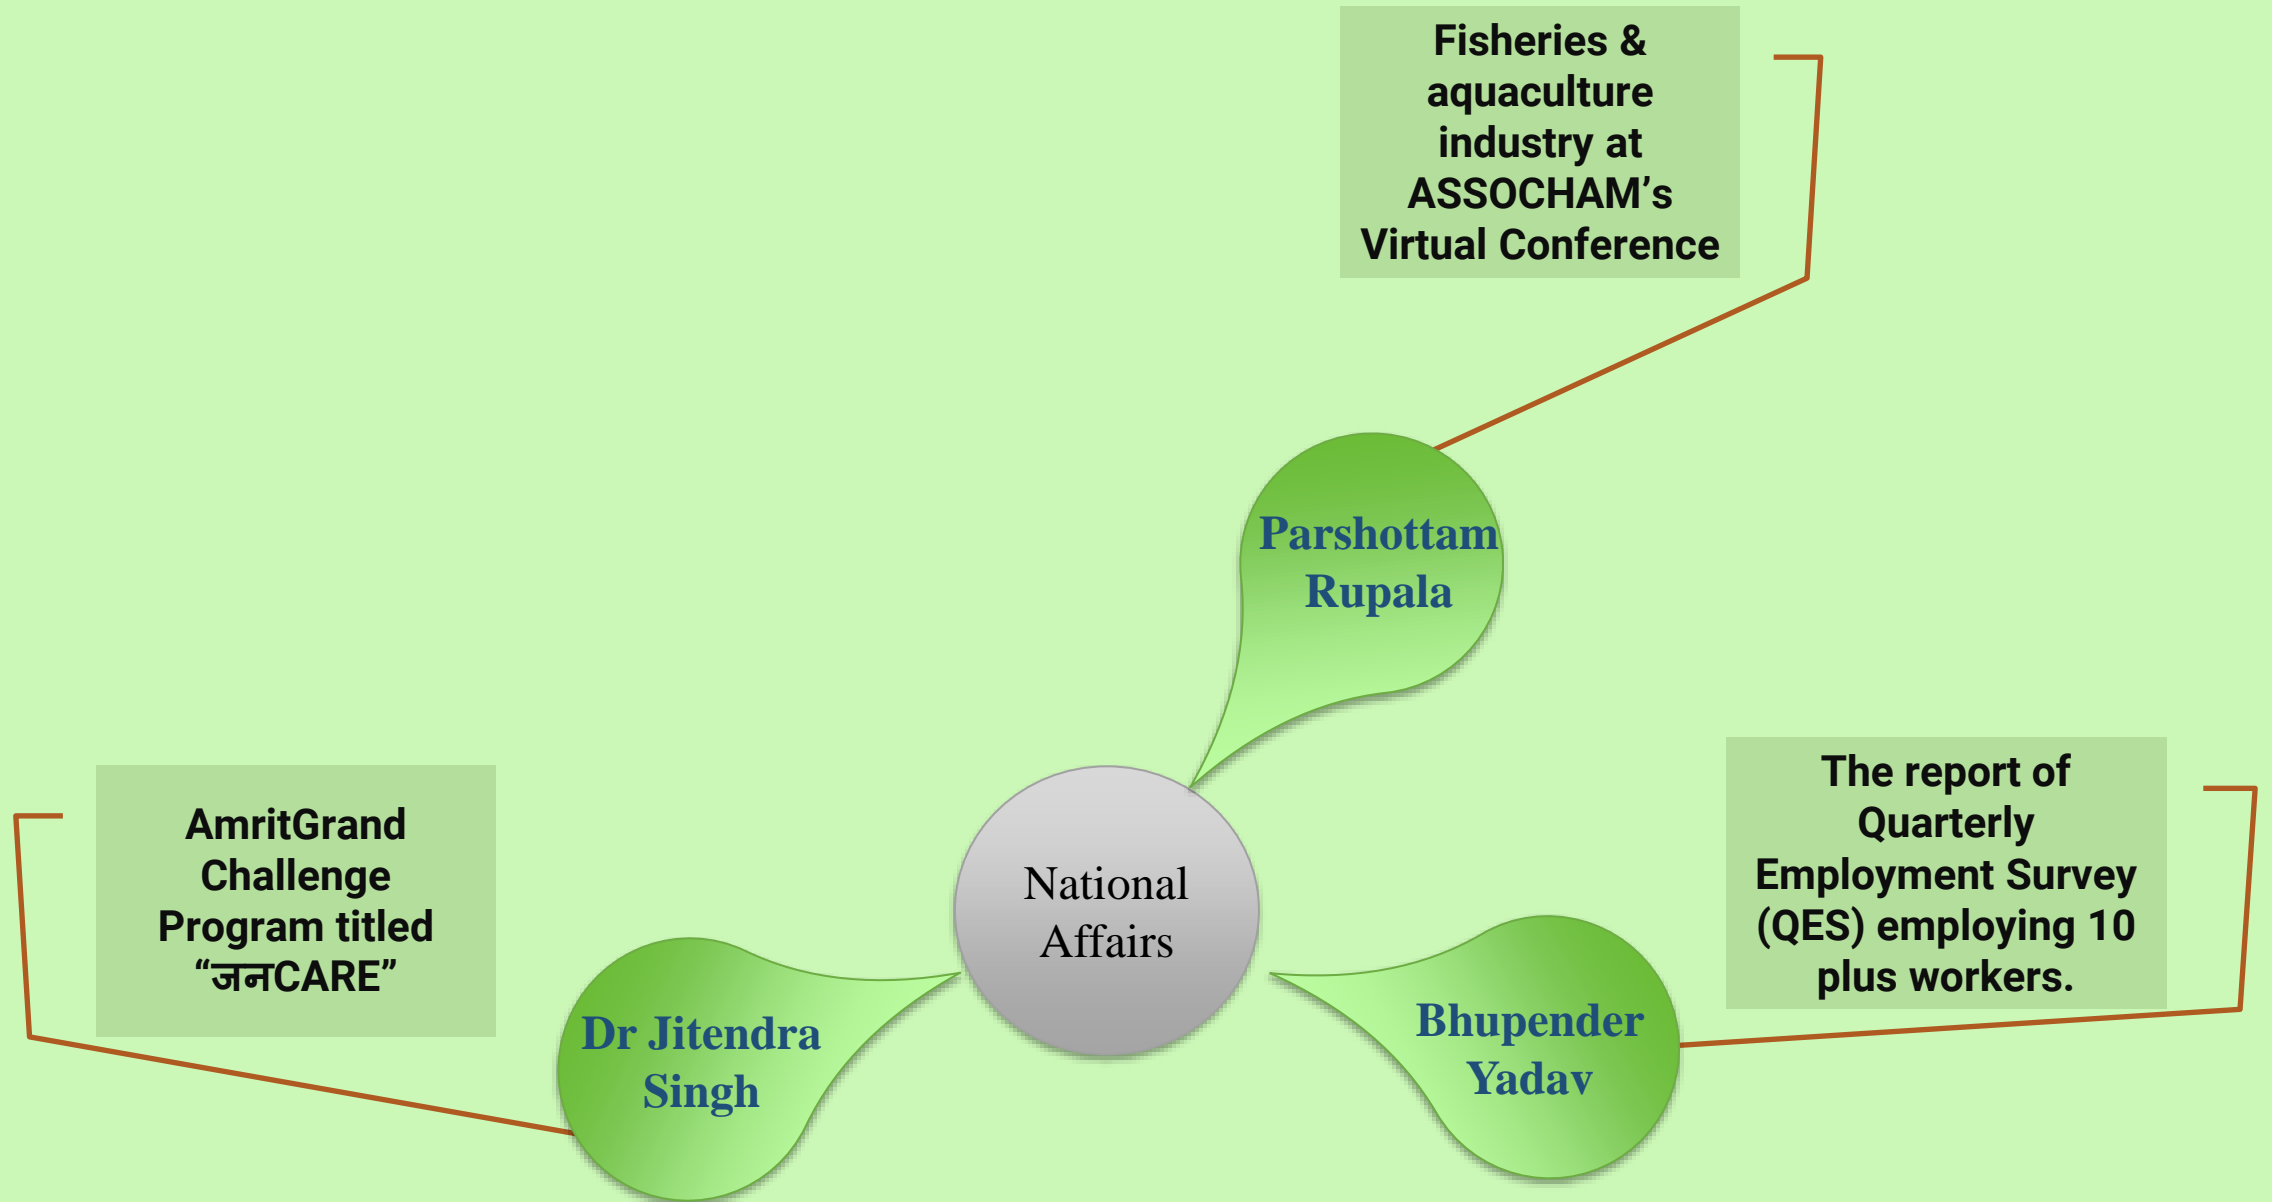 Fisheries &
aquaculture
industry at
ASSOCHAM’s
Virtual Conference
Parshottam
Rupala
National
Affairs
The report of
Quarterly
Employment Survey
(QES) employing 10
plus workers.
Bhupender
Yadav
AmritGrand
Challenge
Program titled
“जनCARE”
Dr Jitendra
Singh